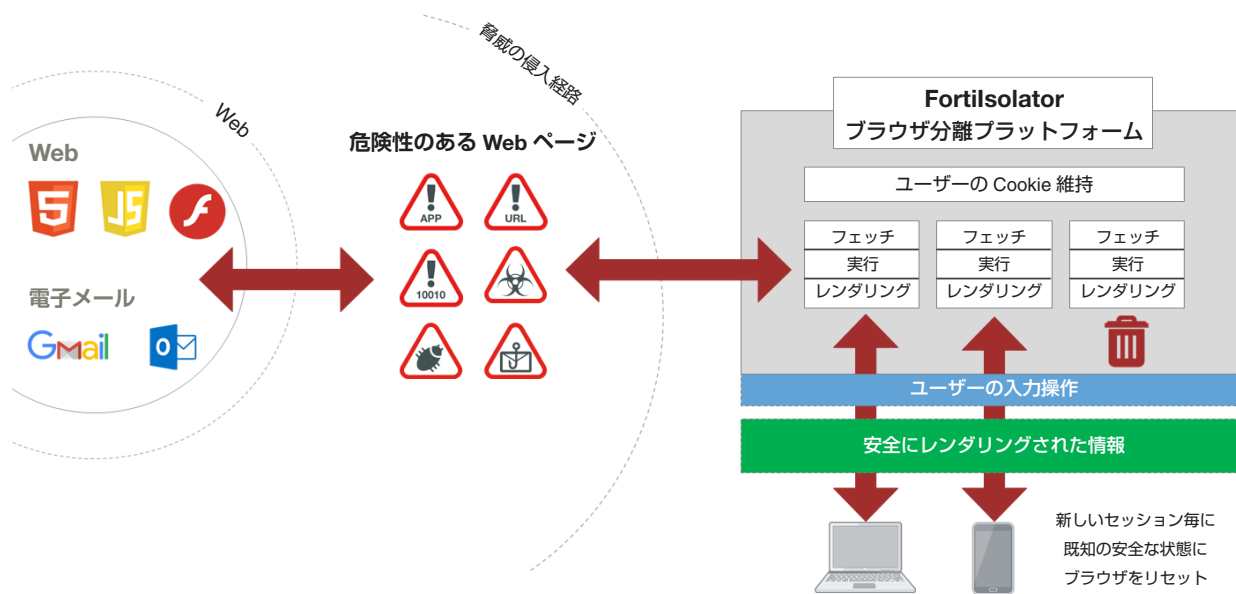 脅威の侵入経路
Web
Web
5
JS
電子メール
Gmail
o
危険性のある Web ページ
APP
URL
10010
FortiIsolator
ブラウザ分離プラットフォーム
ユーザーの Cookie 維持
フェッチ
実行
レンダリング
フェッチ
実行
レンダリング
フェッチ
実行
レンダリング
ユーザーの入力操作
安全にレンダリングされた情報
新しいセッション毎に
既知の安全な状態に
ブラウザをリセット